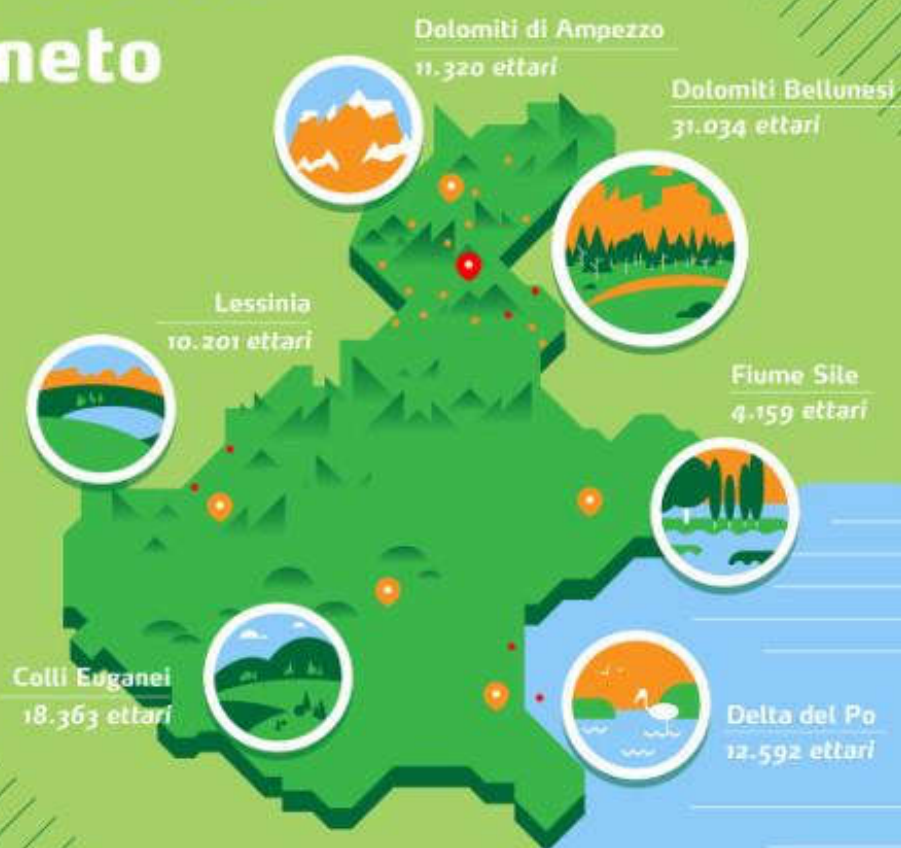 neto
Dolomiti di Ampezzo
11.320 ettari
Dolomiti Bellunesi
31.034 ettari
Lessinia
10.201 ettari
Fiume Sile
4.159 ettari
Colli Euganei
18.363 ettari
Delta del Po
12.592 ettari